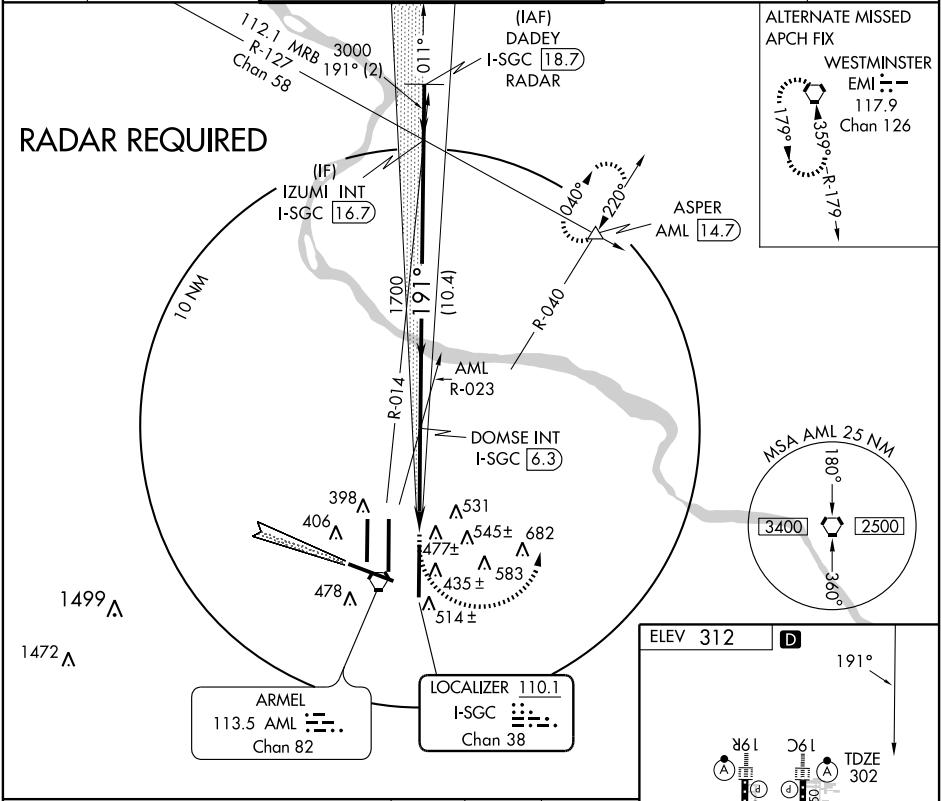 112.1 MRB
R-127
Chan 58
3000
191° (2)
011°
(IAF)
DADEY
I-SGC 18.7
RADAR
ALTERNATE MISSED
APCH FIX
WESTMINSTER
EMI
117.9
Chan 126
179°
359°
R-179
RADAR REQUIRED
(IF)
IZUMI INT
I-SGC 16.7
040°
220°
ASPER
AML 14.7
10 NM
1700
191°
(10.4)
R-040
R-014
AML
R-023
DOMSE INT
I-SGC 6.3
MSA AML 25 NM
180°
3400
2500
360°
398
406
478
531
477±
545±
682
435±
583
514±
1499
1472
ARMEL
113.5 AML
Chan 82
LOCALIZER 110.1
I-SGC
Chan 38
ELEV 312
D
191°
19R
19C
A
A
TDZE
302
P
P